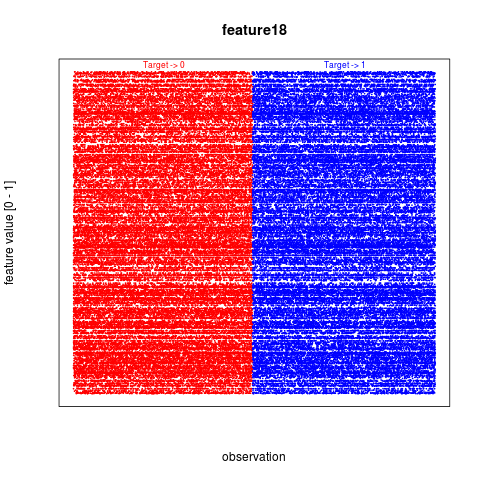 feature18
Target -> 0 Target -> 1
feature value [0 - 1]
observation